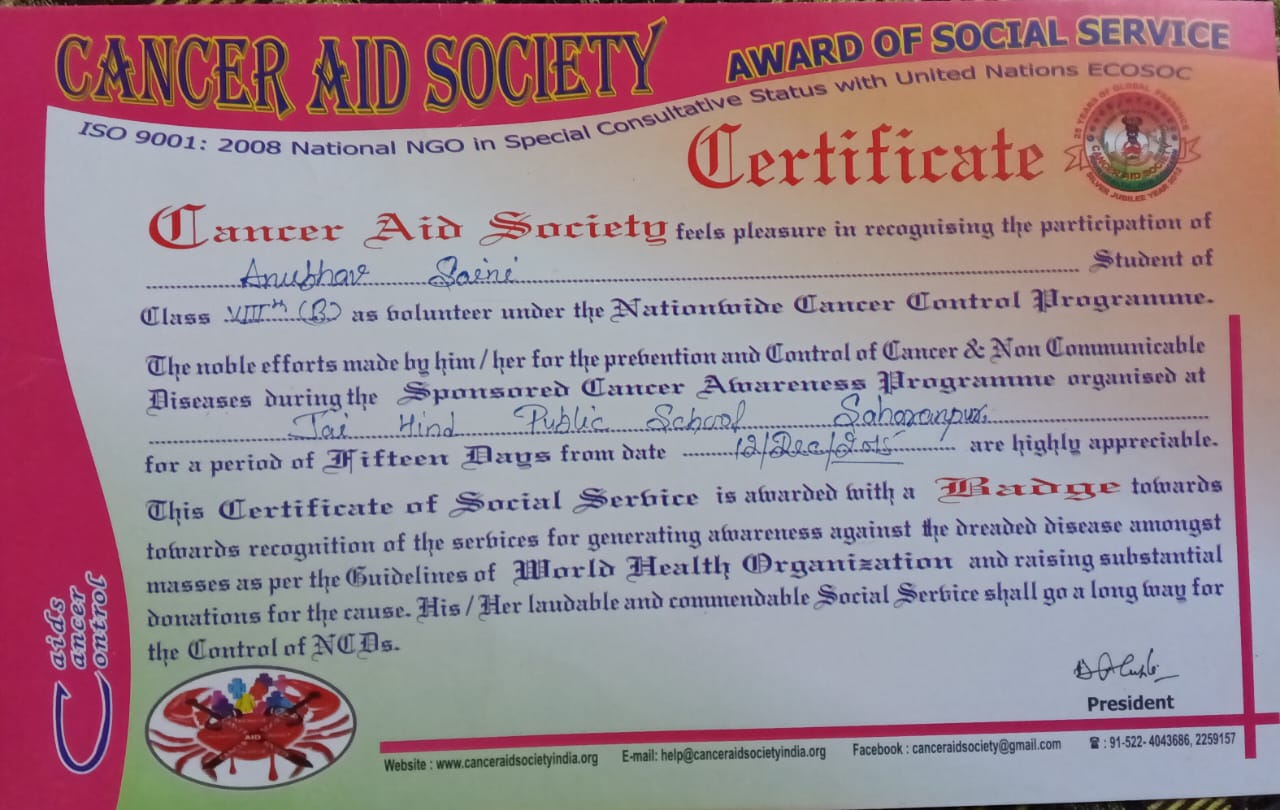 CANCER AID SOCIETY
AWARD OF SOCIAL SERVICE
ISO 9001: 2008 National NGO in Special Consultative Status with United Nations ECOSOC
Certificate
25 YEARS OF GLOBAL PRESENCE
CANCER AID SOCIETY
SILVER JUBILEE YEAR 2012
Cancer Aid Society feels pleasure in recognising the participation of
Anubhav Saini Student of
Class VIIIth (B) as volunteer under the Nationwide Cancer Control Programme.
The noble efforts made by him/her for the prevention and Control of Cancer & Non Communicable
Diseases during the Sponsored Cancer Awareness Programme organised at
Jai Hind Public School Saharanpur.
for a period of Fifteen Days from date 12/Dec/2015 are highly appreciable.
This Certificate of Social Service is awarded with a Badge towards
towards recognition of the services for generating awareness against the dreaded disease amongst
masses as per the Guidelines of World Health Organization and raising substantial
donations for the cause. His / Her laudable and commendable Social Service shall go a long way for
the Control of NCDs.
Caids
Cancer
Control
AID
President
Website : www.canceraidsocietyindia.org E-mail: help@canceraidsocietyindia.org Facebook : canceraidsociety@gmail.com ☎ : 91-522- 4043686, 2259157